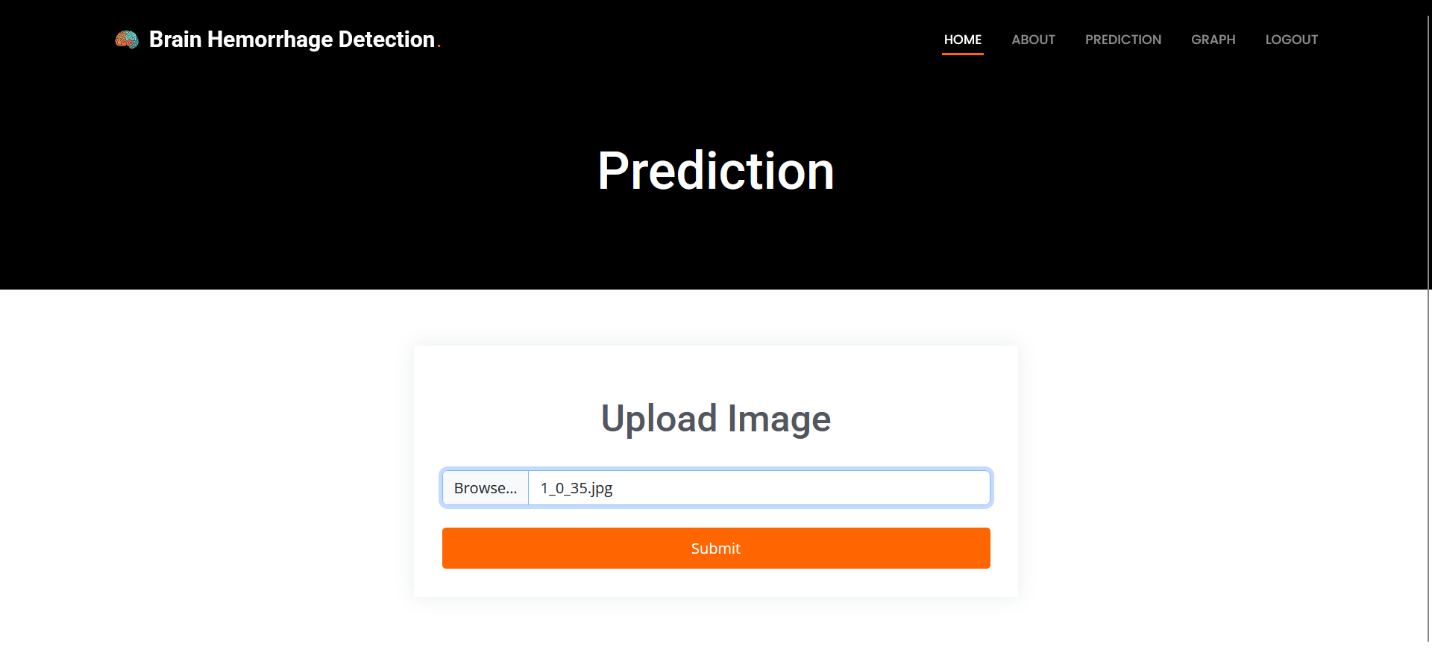 Brain Hemorrhage Detection.
HOME ABOUT PREDICTION GRAPH LOGOUT
Prediction
Upload Image
Browse... 1_0_35.jpg
Submit